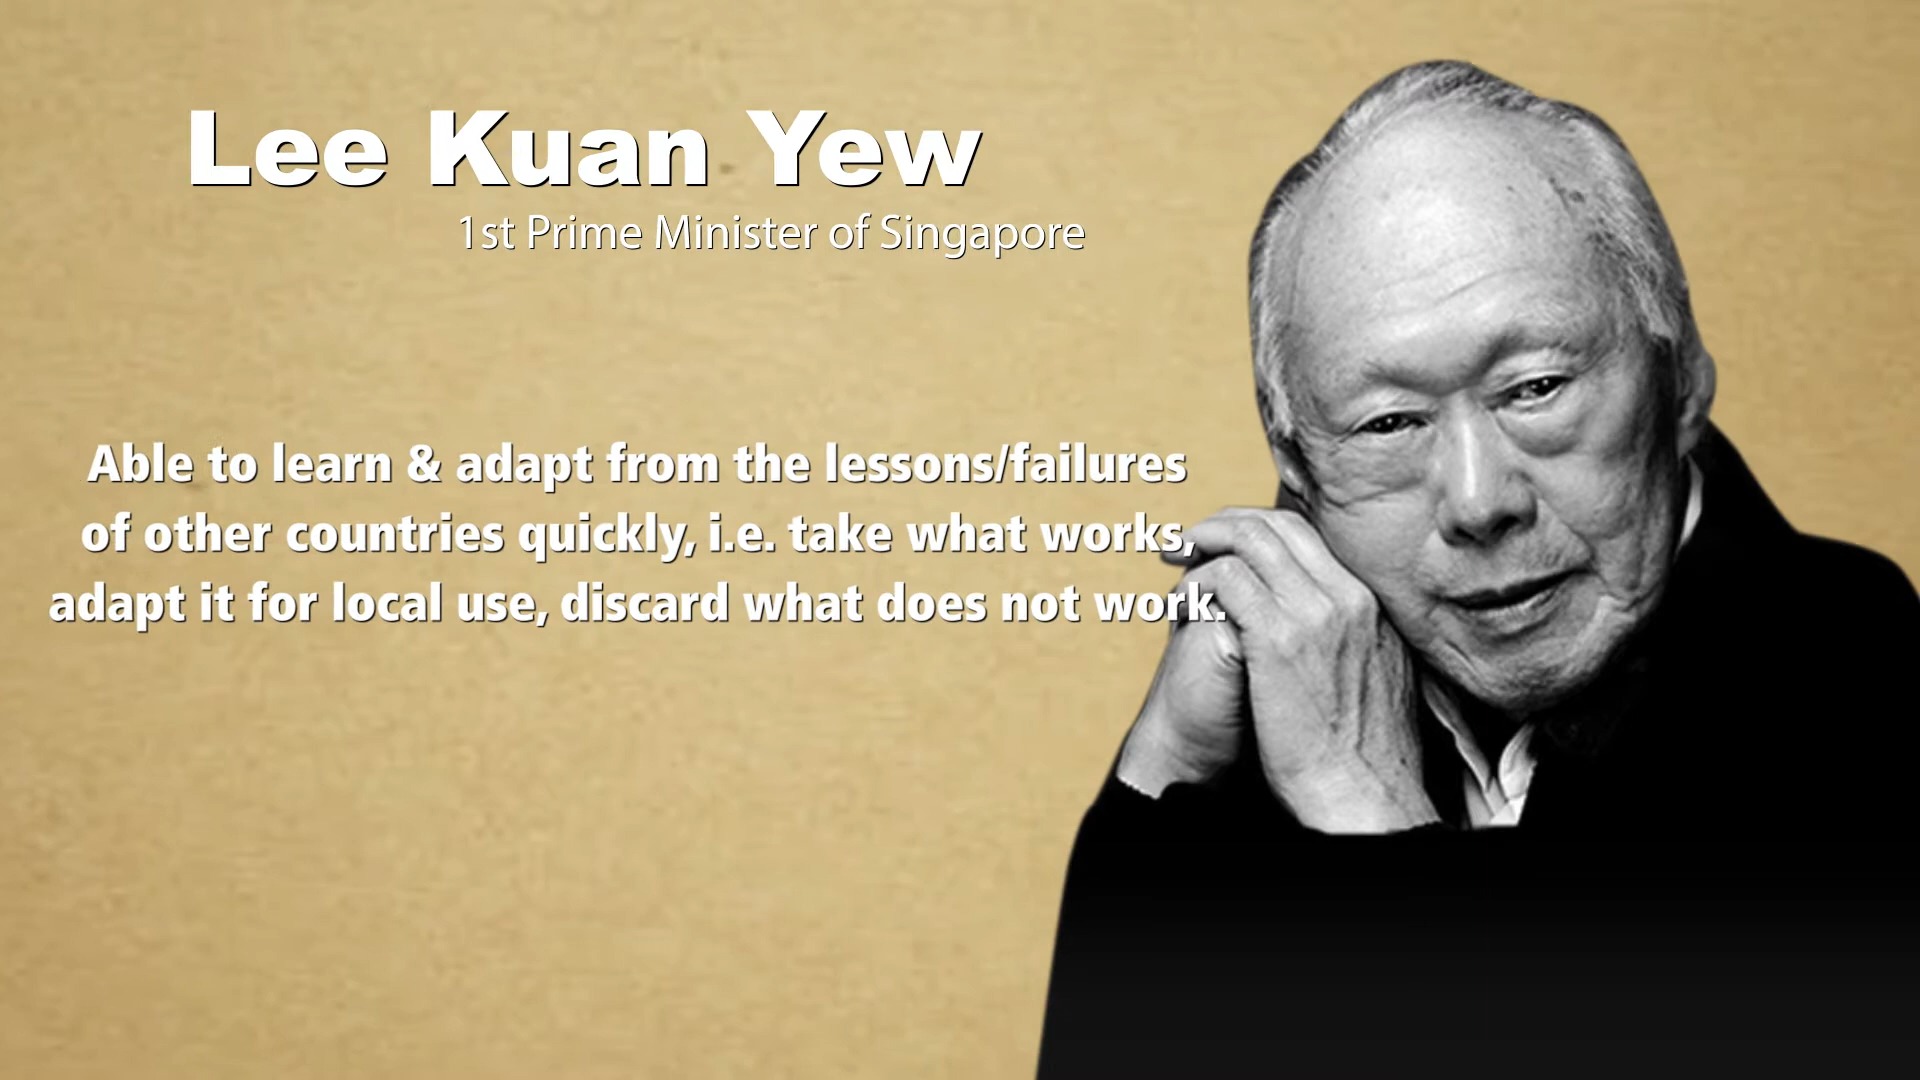 Lee Kuan Yew
1st Prime Minister of Singapore
Able to learn & adapt from the lessons/failures
of other countries quickly, i.e. take what works,
adapt it for local use, discard what does not work.